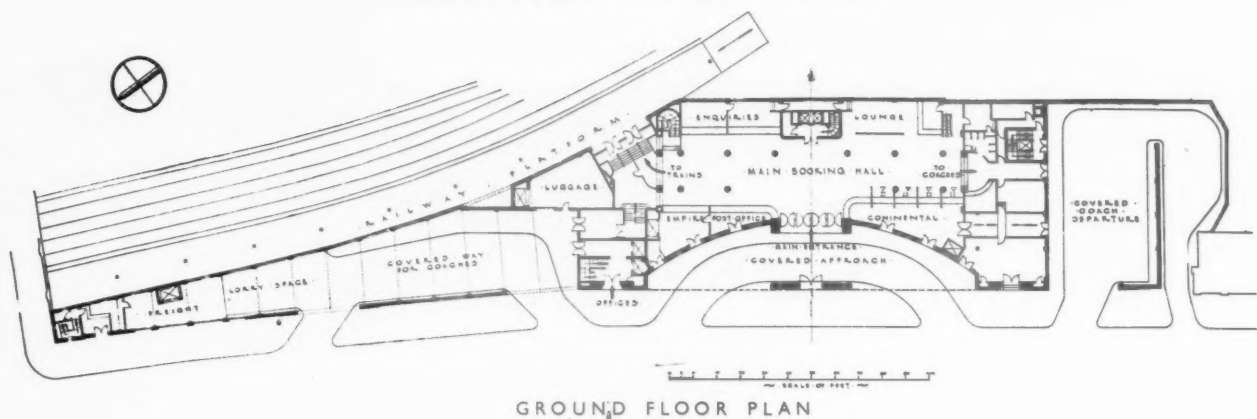 RAILWAY · PLATFORM
ENQUIRIES
LOUNGE
TO TRAINS
MAIN · BOOKING · HALL
TO COACHES
LUGGAGE
EMPIRE
POST · OFFICE
CONTINENTAL
MAIN · ENTRANCE
COVERED · APPROACH
COVERED
COACH
DEPARTURE
COVERED WAY
FOR COACHES
LORRY SPACE
FREIGHT
OFFICES
SCALE OF FEET
GROUND FLOOR PLAN